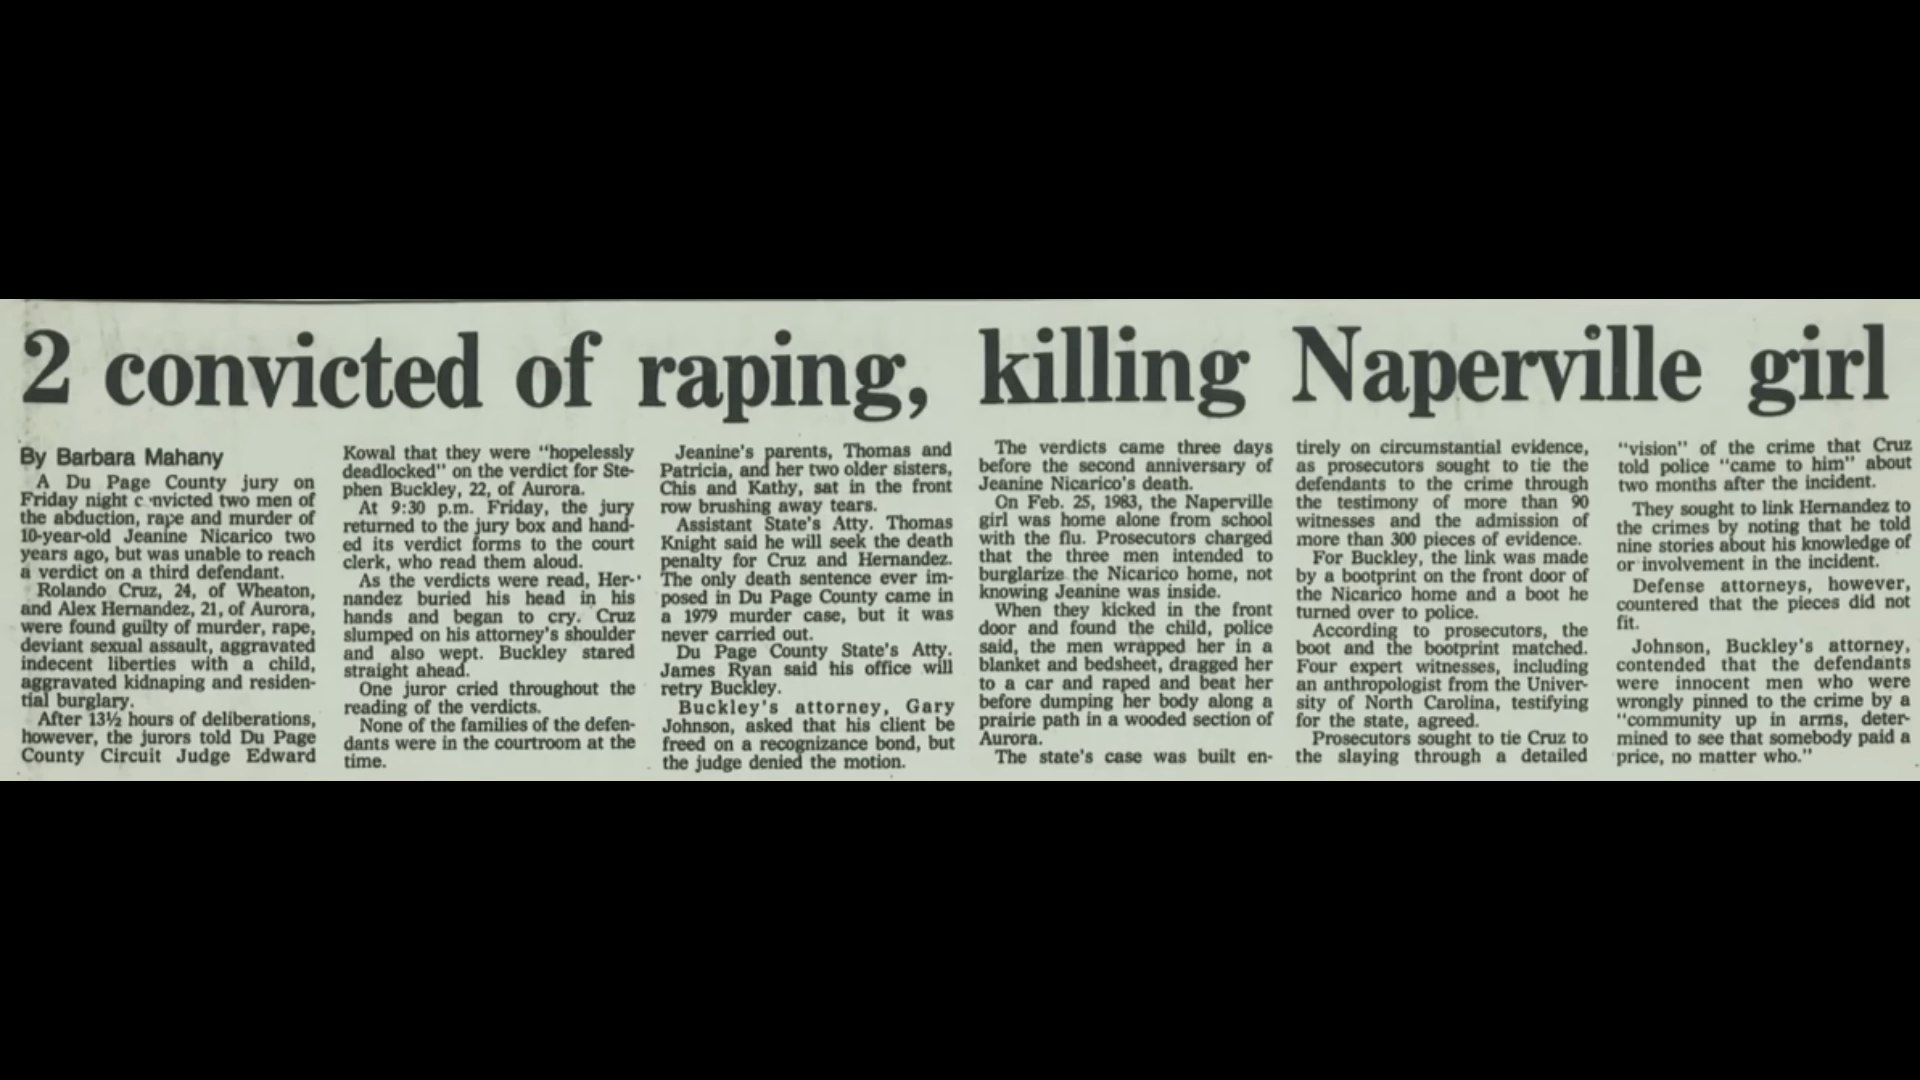 2 convicted of raping, killing Naperville girl
By Barbara Mahany
A Du Page County jury on
Friday night c nvicted two men of
the abduction, rape and murder of
10-year-old Jeanine Nicarico two
years ago, but was unable to reach
a verdict on a third defendant.
Rolando Cruz, 24, of Wheaton,
and Alex Hernandez, 21, of Aurora,
were found guilty of murder, rape,
deviant sexual assault, aggravated
indecent liberties with a child,
aggravated kidnaping and residen-
tial burglary.
After 13½ hours of deliberations,
however, the jurors told Du Page
County Circuit Judge Edward
Kowal that they were "hopelessly
deadlocked" on the verdict for Ste-
phen Buckley, 22, of Aurora.
At 9:30 p.m. Friday, the jury
returned to the jury box and hand-
ed its verdict forms to the court
clerk, who read them aloud.
As the verdicts were read, Her-
nandez buried his head in his
hands and began to cry. Cruz
slumped on his attorney's shoulder
and also wept. Buckley stared
straight ahead.
One juror cried throughout the
reading of the verdicts.
None of the families of the defen-
dants were in the courtroom at the
time.
Jeanine's parents, Thomas and
Patricia, and her two older sisters,
Chis and Kathy, sat in the front
row brushing away tears.
Assistant State's Atty. Thomas
Knight said he will seek the death
penalty for Cruz and Hernandez.
The only death sentence ever im-
posed in Du Page County came in
a 1979 murder case, but it was
never carried out.
Du Page County State's Atty.
James Ryan said his office will
retry Buckley.
Buckley's attorney, Gary
Johnson, asked that his client be
freed on a recognizance bond, but
the judge denied the motion.
The verdicts came three days
before the second anniversary of
Jeanine Nicarico's death.
On Feb. 25, 1983, the Naperville
girl was home alone from school
with the flu. Prosecutors charged
that the three men intended to
burglarize the Nicarico home, not
knowing Jeanine was inside.
When they kicked in the front
door and found the child, police
said, the men wrapped her in a
blanket and bedsheet, dragged her
to a car and raped and beat her
before dumping her body along a
prairie path in a wooded section of
Aurora.
The state's case was built en-
tirely on circumstantial evidence,
as prosecutors sought to tie the
defendants to the crime through
the testimony of more than 90
witnesses and the admission of
more than 300 pieces of evidence.
For Buckley, the link was made
by a bootprint on the front door of
the Nicarico home and a boot he
turned over to police.
According to prosecutors, the
boot and the bootprint matched.
Four expert witnesses, including
an anthropologist from the Univer-
sity of North Carolina, testifying
for the state, agreed.
Prosecutors sought to tie Cruz to
the slaying through a detailed
"vision" of the crime that Cruz
told police "came to him" about
two months after the incident.
They sought to link Hernandez to
the crimes by noting that he told
nine stories about his knowledge of
or involvement in the incident.
Defense attorneys, however,
countered that the pieces did not
fit.
Johnson, Buckley's attorney,
contended that the defendants
were innocent men who were
wrongly pinned to the crime by a
"community up in arms, deter-
mined to see that somebody paid a
price, no matter who."